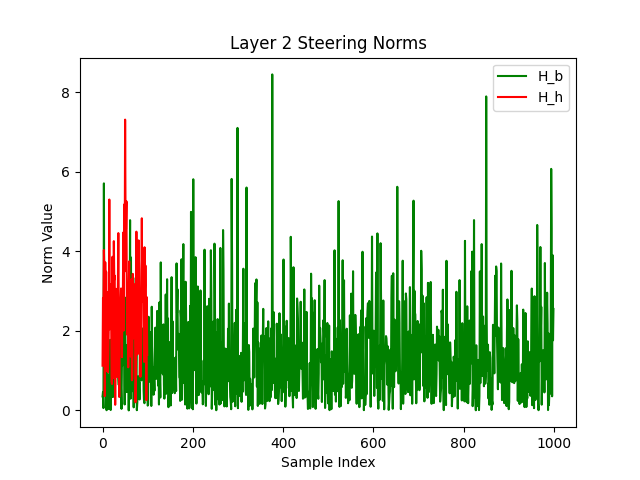 Layer 2 Steering Norms
H_b
H_h
Norm Value
8
6
4
2
0
0
200
400
600
800
1000
Sample Index